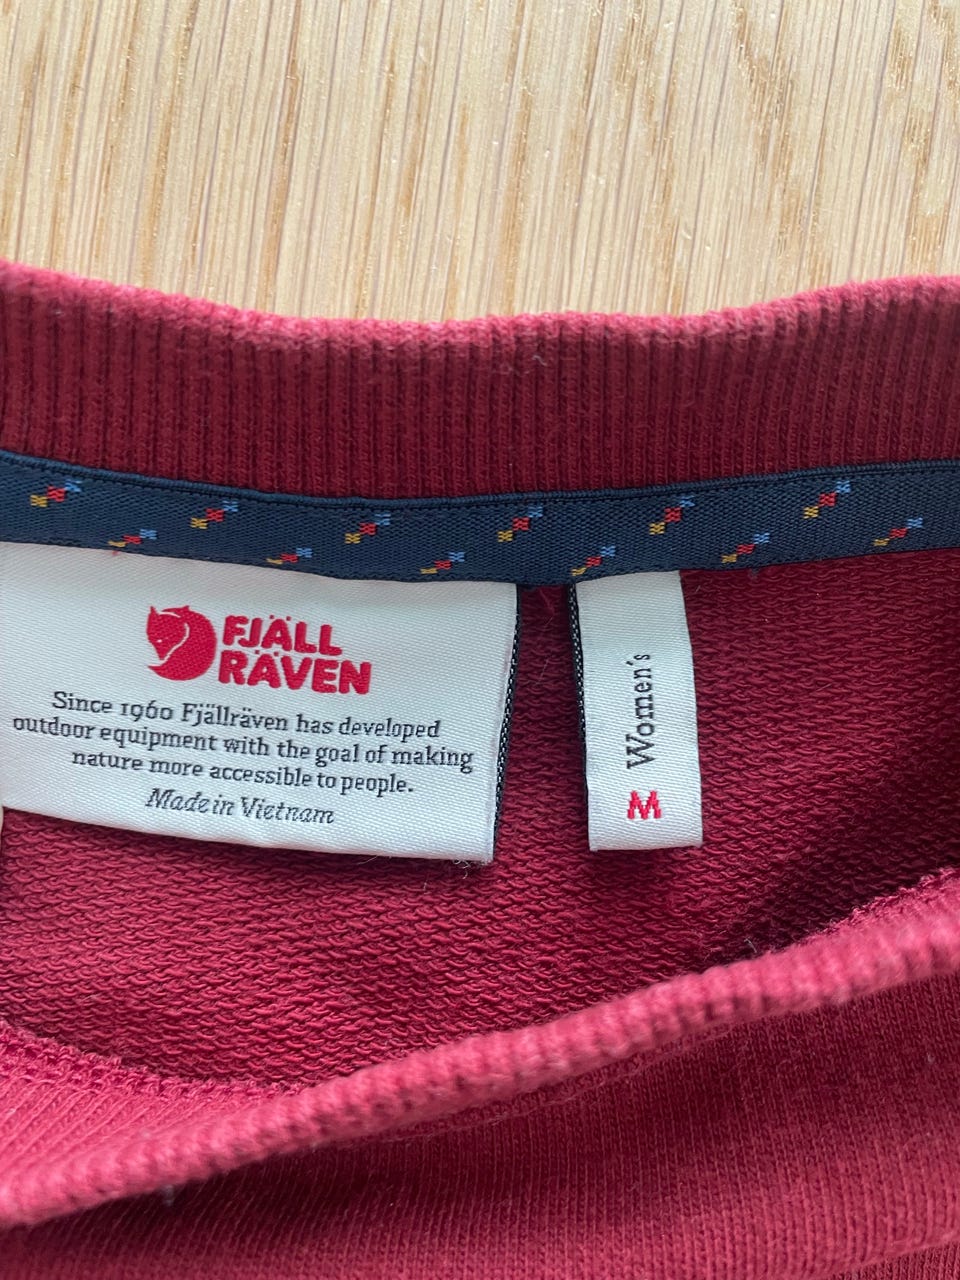 FJÄLL
RÄVEN
Since 1960 Fjällräven has developed
outdoor equipment with the goal of making
nature more accessible to people.
Made in Vietnam
Women's
M